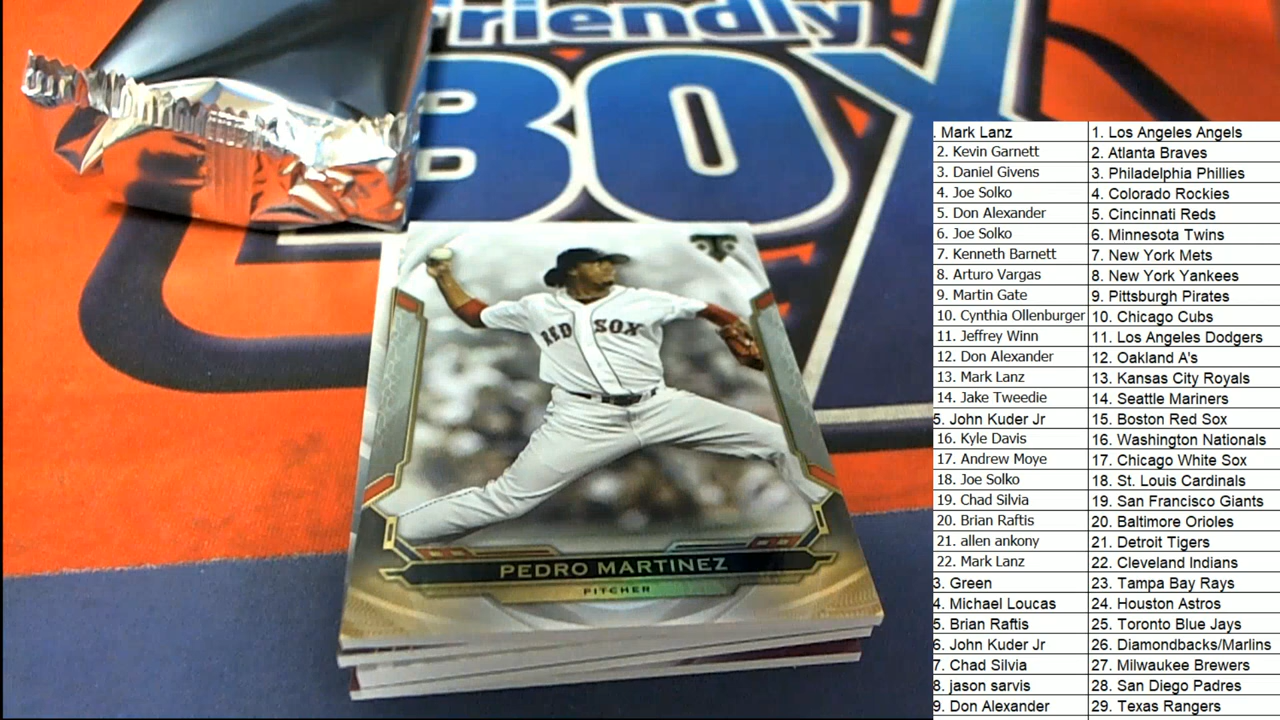 Friendly
BOX
RED SOX
PEDRO MARTINEZ
PITCHER
. Mark Lanz 1. Los Angeles Angels
2. Kevin Garnett 2. Atlanta Braves
3. Daniel Givens 3. Philadelphia Phillies
4. Joe Solko 4. Colorado Rockies
5. Don Alexander 5. Cincinnati Reds
6. Joe Solko 6. Minnesota Twins
7. Kenneth Barnett 7. New York Mets
8. Arturo Vargas 8. New York Yankees
9. Martin Gate 9. Pittsburgh Pirates
10. Cynthia Ollenburger 10. Chicago Cubs
11. Jeffrey Winn 11. Los Angeles Dodgers
12. Don Alexander 12. Oakland A's
13. Mark Lanz 13. Kansas City Royals
14. Jake Tweedie 14. Seattle Mariners
5. John Kuder Jr 15. Boston Red Sox
16. Kyle Davis 16. Washington Nationals
17. Andrew Moye 17. Chicago White Sox
18. Joe Solko 18. St. Louis Cardinals
19. Chad Silvia 19. San Francisco Giants
20. Brian Raftis 20. Baltimore Orioles
21. allen ankony 21. Detroit Tigers
22. Mark Lanz 22. Cleveland Indians
3. Green 23. Tampa Bay Rays
4. Michael Loucas 24. Houston Astros
5. Brian Raftis 25. Toronto Blue Jays
6. John Kuder Jr 26. Diamondbacks/Marlins
7. Chad Silvia 27. Milwaukee Brewers
8. jason sarvis 28. San Diego Padres
9. Don Alexander 29. Texas Rangers